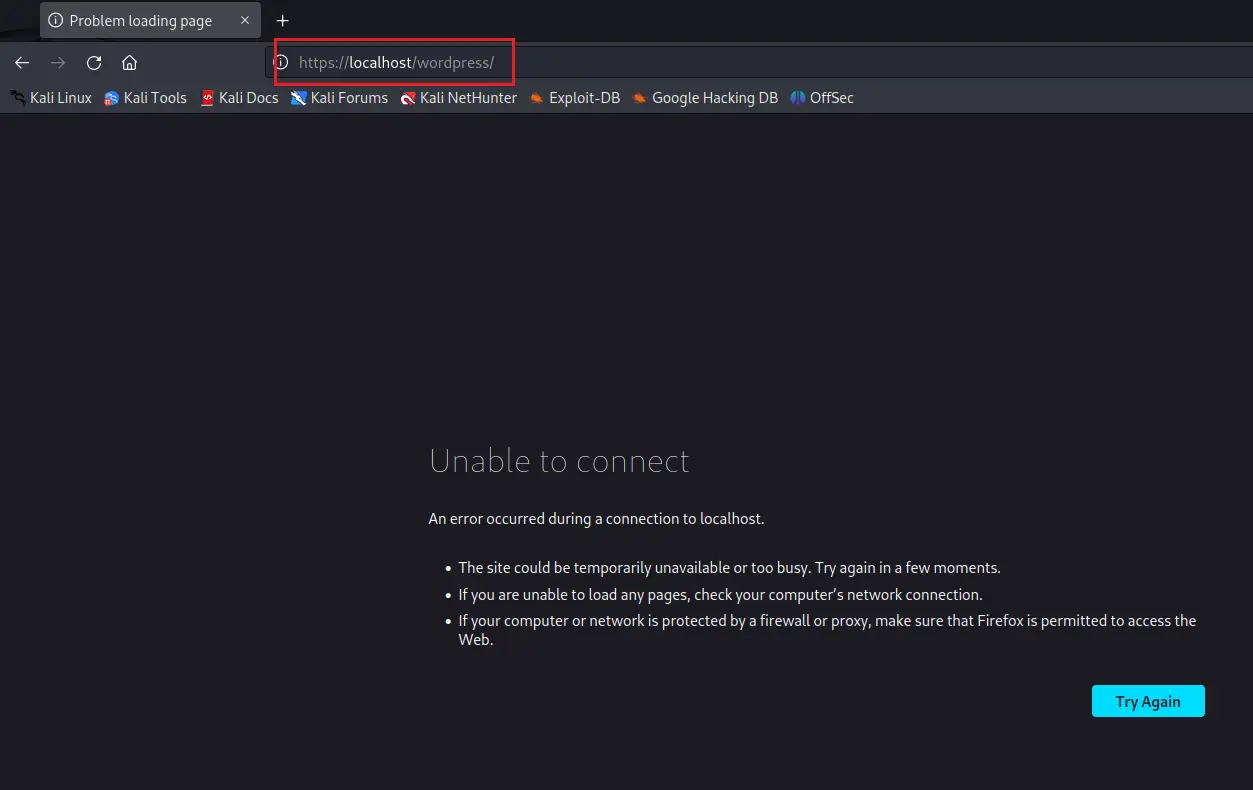 Problem loading page
https://localhost/wordpress/
Kali Linux Kali Tools Kali Docs Kali Forums Kali NetHunter Exploit-DB Google Hacking DB OffSec
Unable to connect
An error occurred during a connection to localhost.
• The site could be temporarily unavailable or too busy. Try again in a few moments.
• If you are unable to load any pages, check your computer’s network connection.
• If your computer or network is protected by a firewall or proxy, make sure that Firefox is permitted to access the
Web.
Try Again